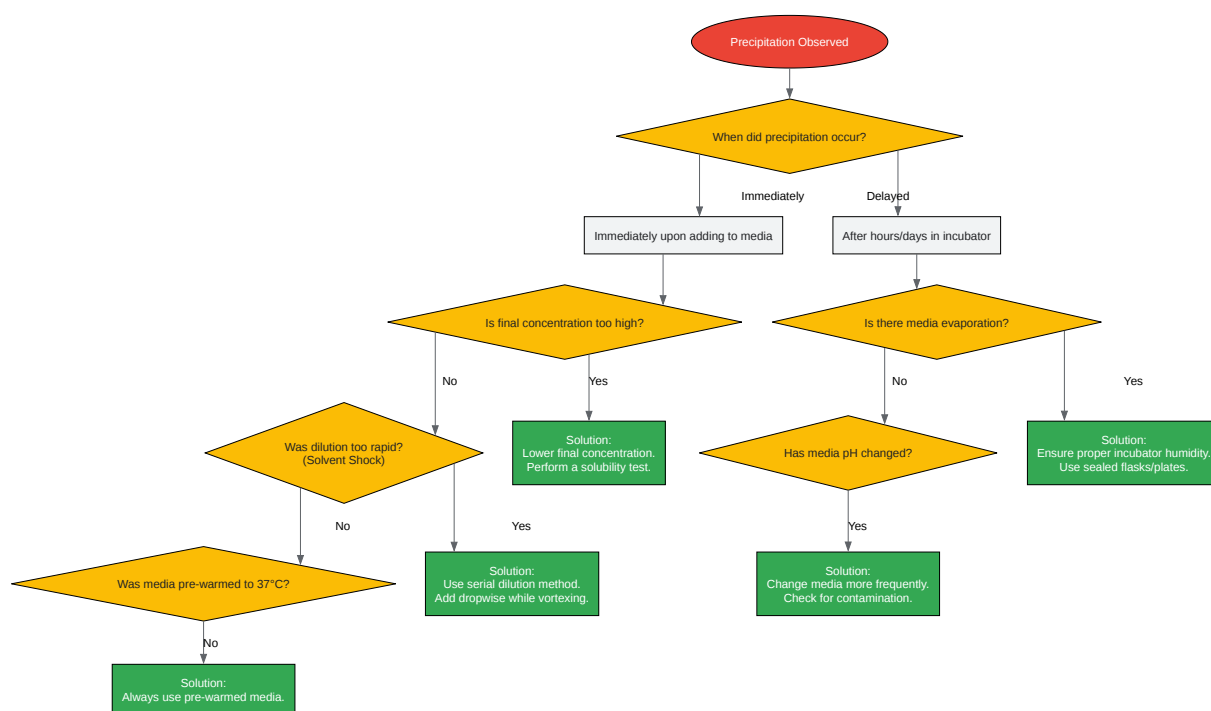 Precipitation Observed
When did precipitation occur?
Immediately
Delayed
Immediately upon adding to media
After hours/days in incubator
Is final concentration too high?
Is there media evaporation?
No
Yes
No
Yes
Was dilution too rapid?
(Solvent Shock)
Solution:
Lower final concentration.
Perform a solubility test.
Has media pH changed?
Solution:
Ensure proper incubator humidity.
Use sealed flasks/plates.
No
Yes
Yes
Was media pre-warmed to 37°C?
Solution:
Use serial dilution method.
Add dropwise while vortexing.
Solution:
Change media more frequently.
Check for contamination.
No
Solution:
Always use pre-warmed media.